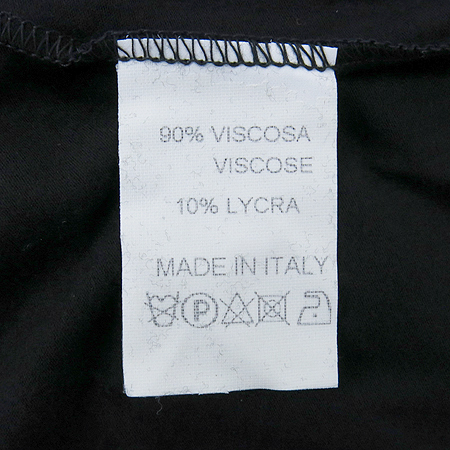 90% VISCOSA
VISCOSE
10% LYCRA
MADE IN ITALY
P